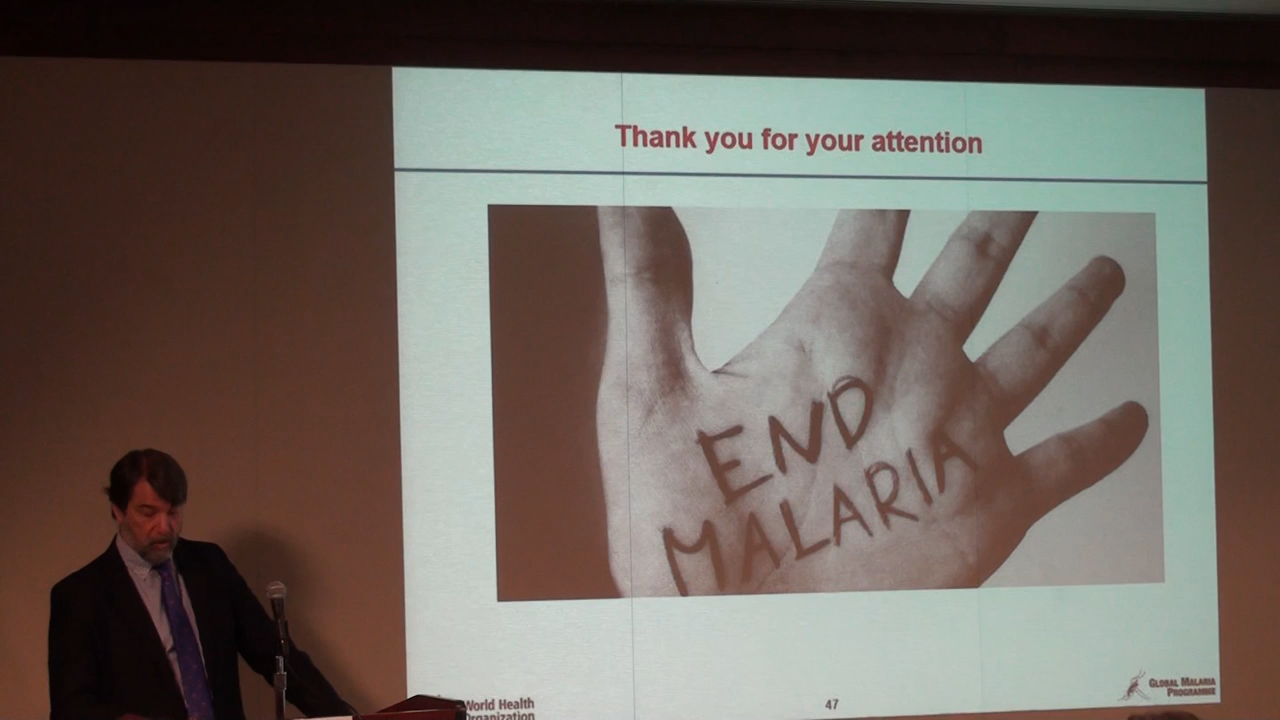 Thank you for your attention
END
MALARIA
World Health
Organization
47
GLOBAL MALARIA
PROGRAMME